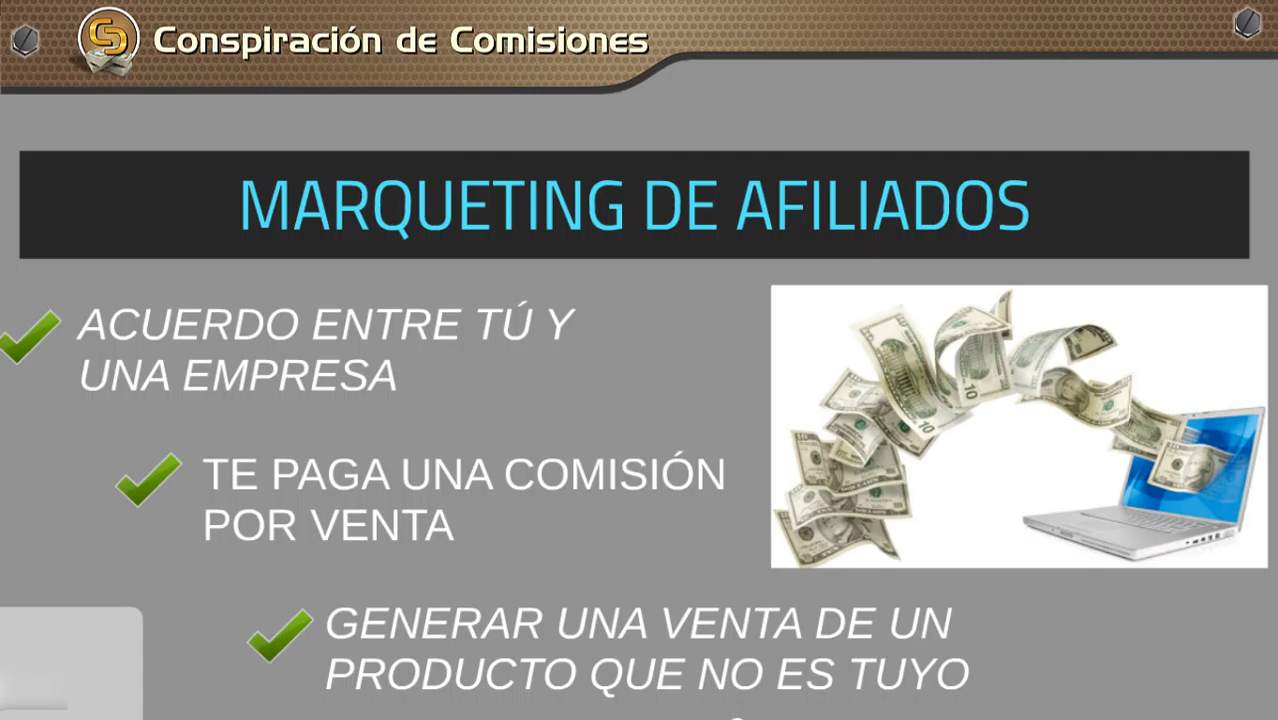 Conspiración de Comisiones
MARQUETING DE AFILIADOS
ACUERDO ENTRE TÚ Y
UNA EMPRESA
TE PAGA UNA COMISIÓN
POR VENTA
GENERAR UNA VENTA DE UN
PRODUCTO QUE NO ES TUYO